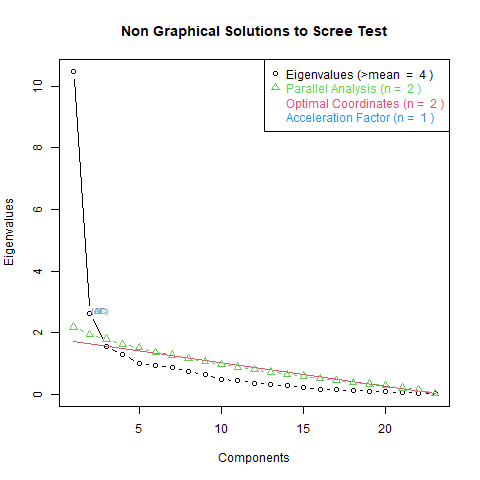 Non Graphical Solutions to Scree Test
Eigenvalues (>mean = 4 )
Parallel Analysis (n = 2 )
Optimal Coordinates (n = 2 )
Acceleration Factor (n = 1 )
Eigenvalues
10
8
6
4
2
0
5
10
15
20
Components